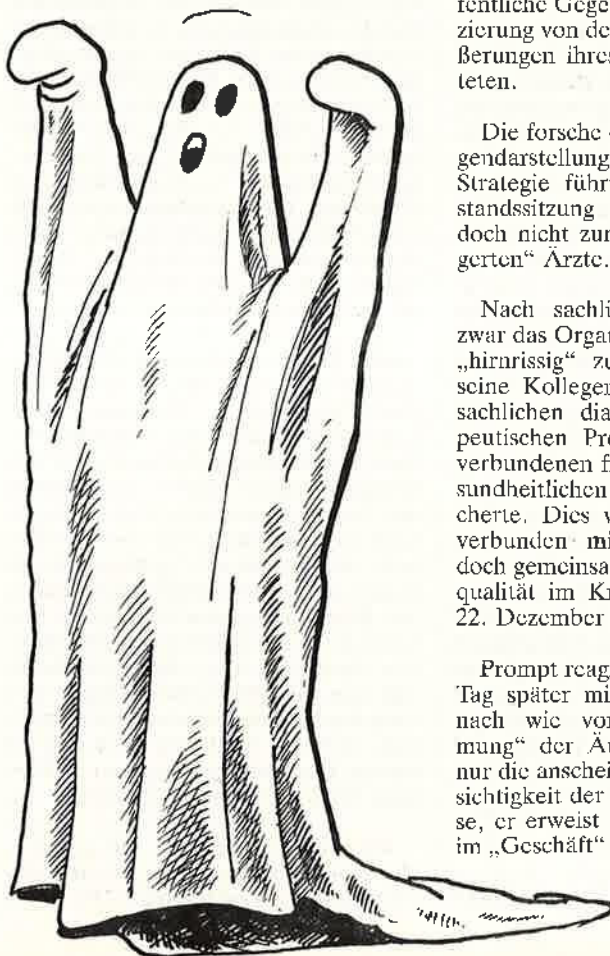 fentliche Gege
zierung von de
ßerungen ihres
teten.
Die forsche
gendarstellung
Strategie führ
standssitzung
doch nicht zur
gerten“ Ärzte.
Nach sachli
zwar das Organ
„hirnrissig“ zu
seine Kollegen
sachlichen dia
peutischen Pro
verbundenen f
sundheitlichen
cherte. Dies v
verbunden mi
doch gemeinsa
qualität im Kr
22. Dezember
Prompt reag
Tag später mi
nach wie vor
mung“ der Ä
nur die anschei
sichtigkeit der
se, er erweist
im „Geschäft“